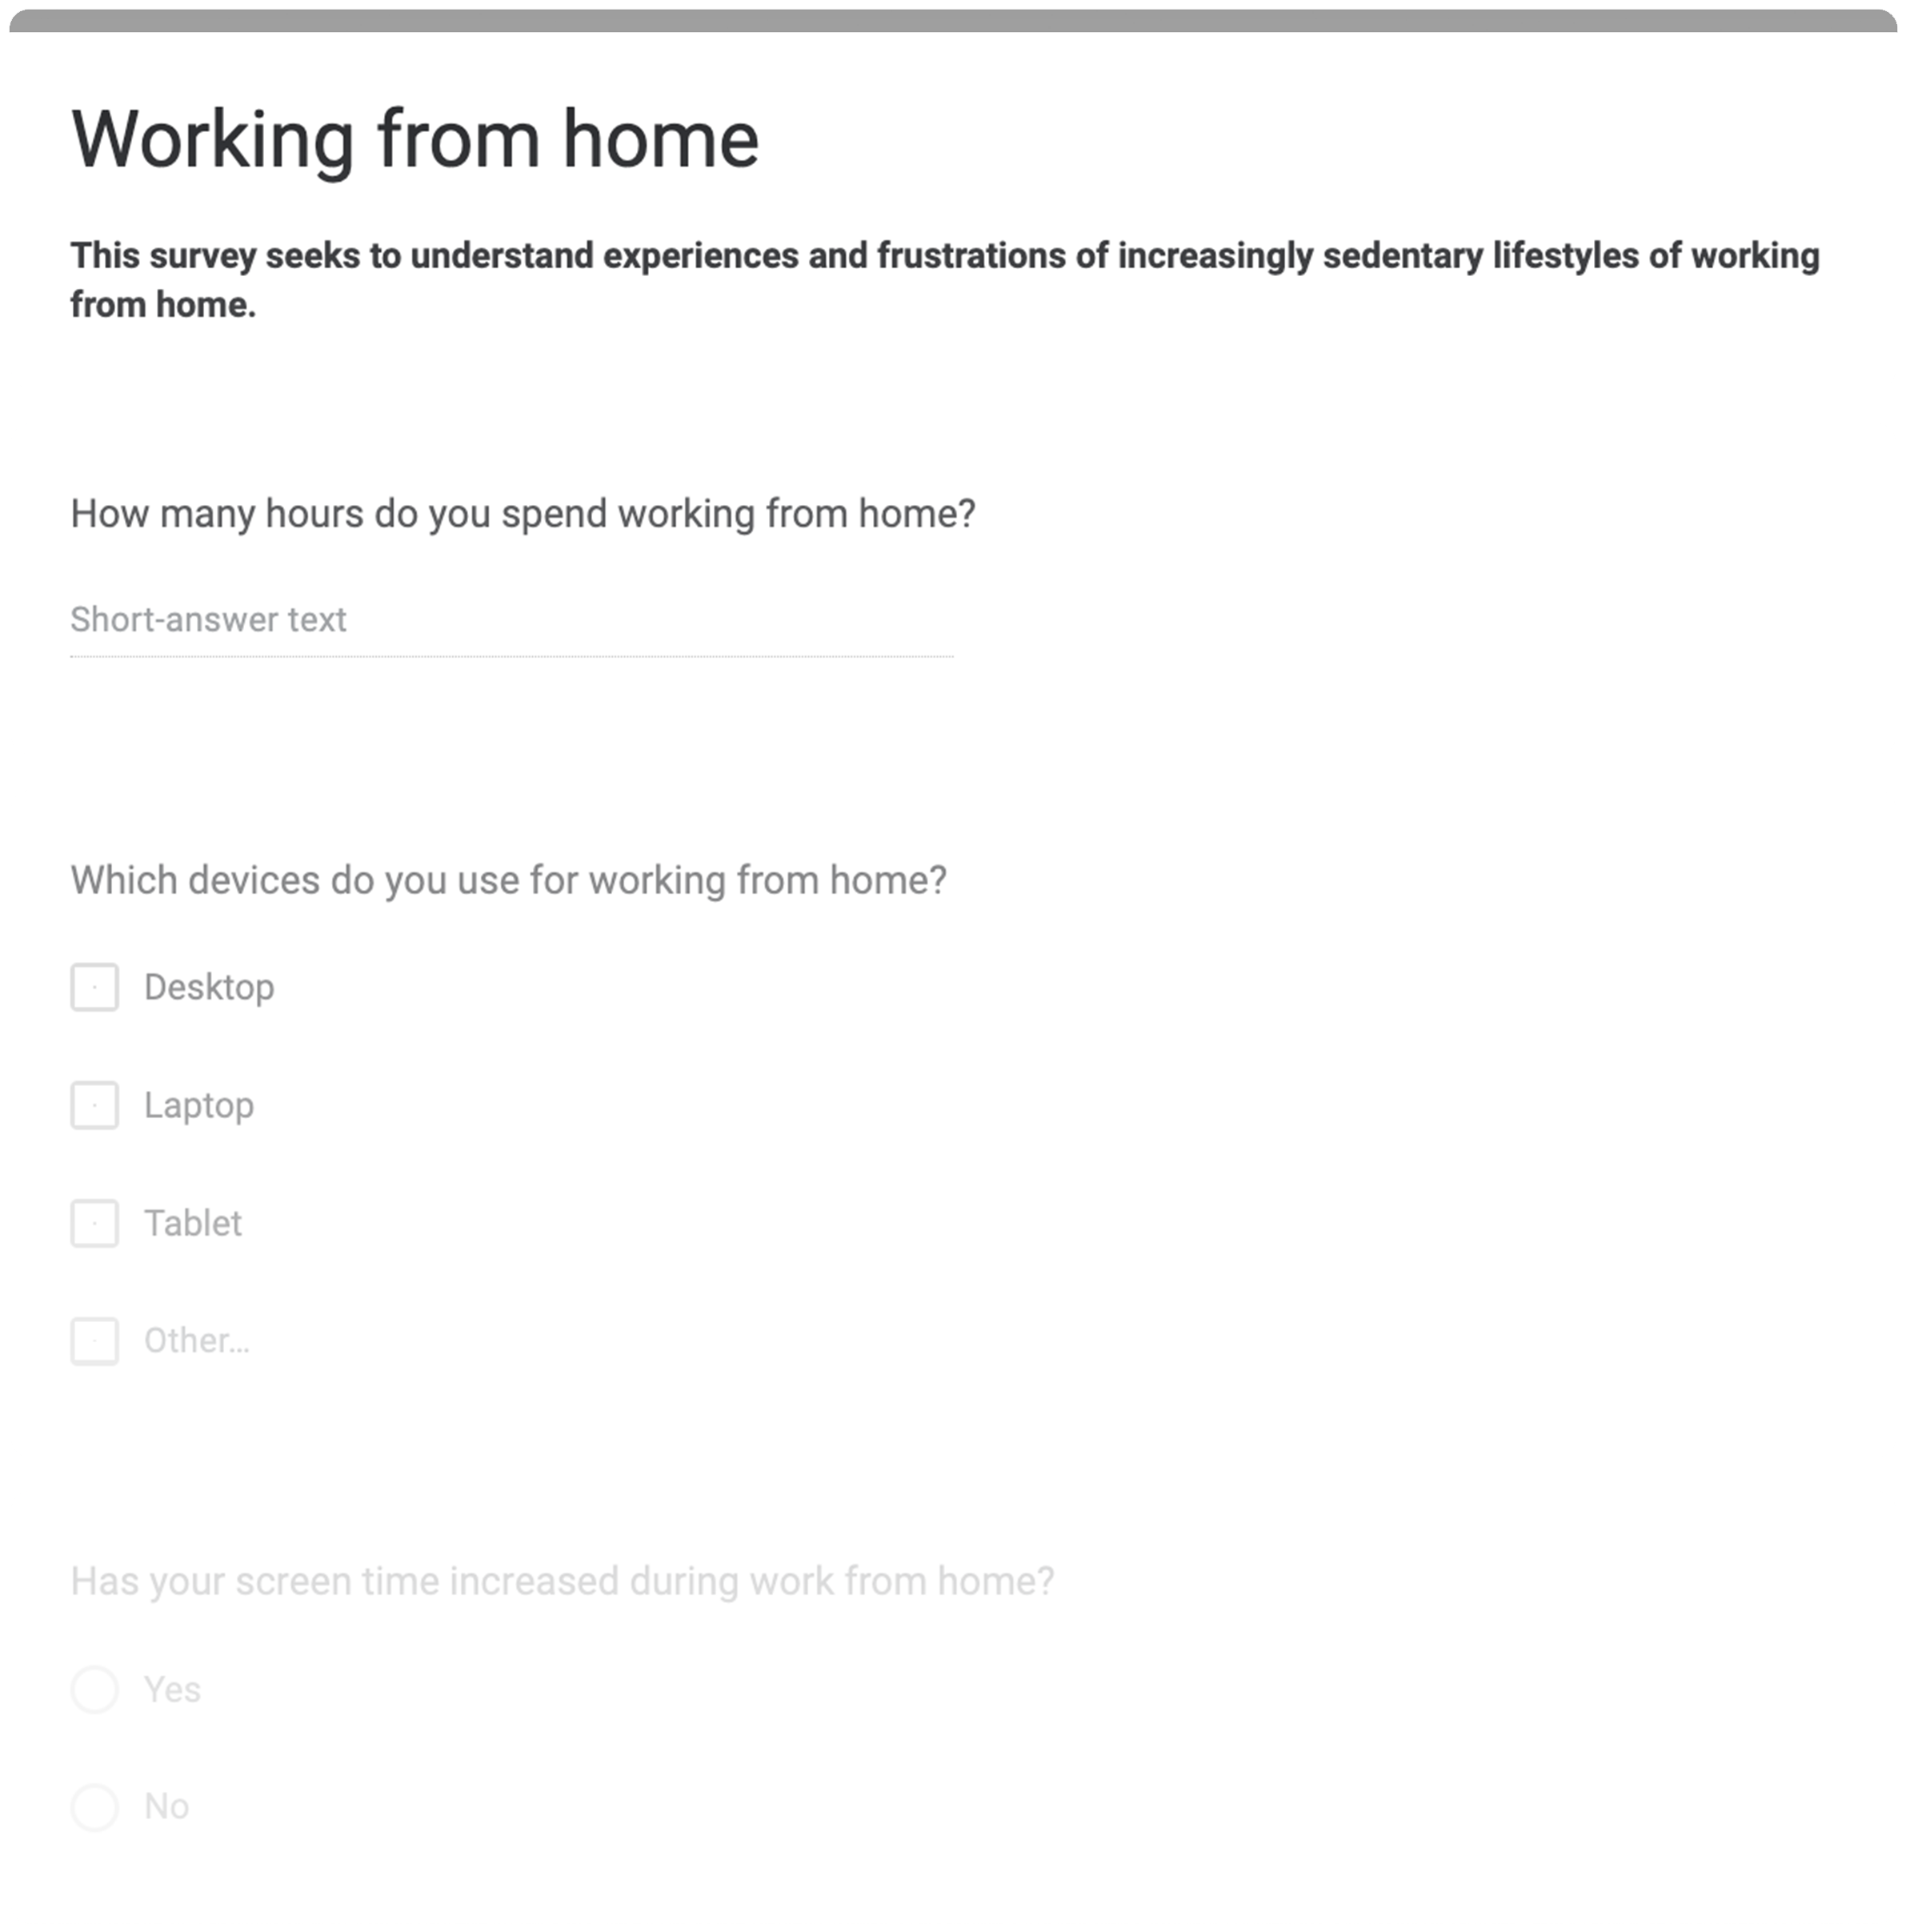 Working from home
This survey seeks to understand experiences and frustrations of increasingly sedentary lifestyles of working
from home.
How many hours do you spend working from home?
Short-answer text
Which devices do you use for working from home?
Desktop
Laptop
Tablet
Other...
Has your screen time increased during work from home?
Yes
No